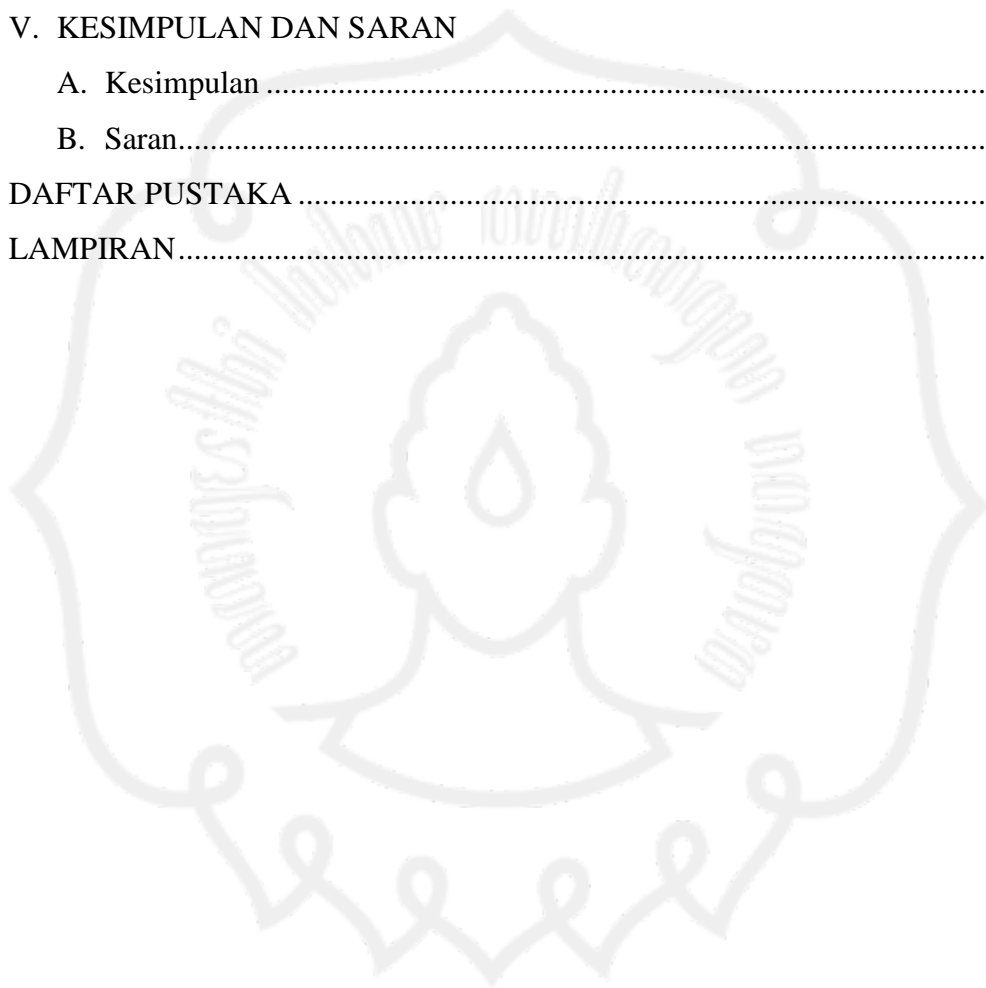 V. KESIMPULAN DAN SARAN
A. Kesimpulan ..........................................................................................
B. Saran.....................................................................................................
DAFTAR PUSTAKA ......................................................................................
LAMPIRAN.....................................................................................................